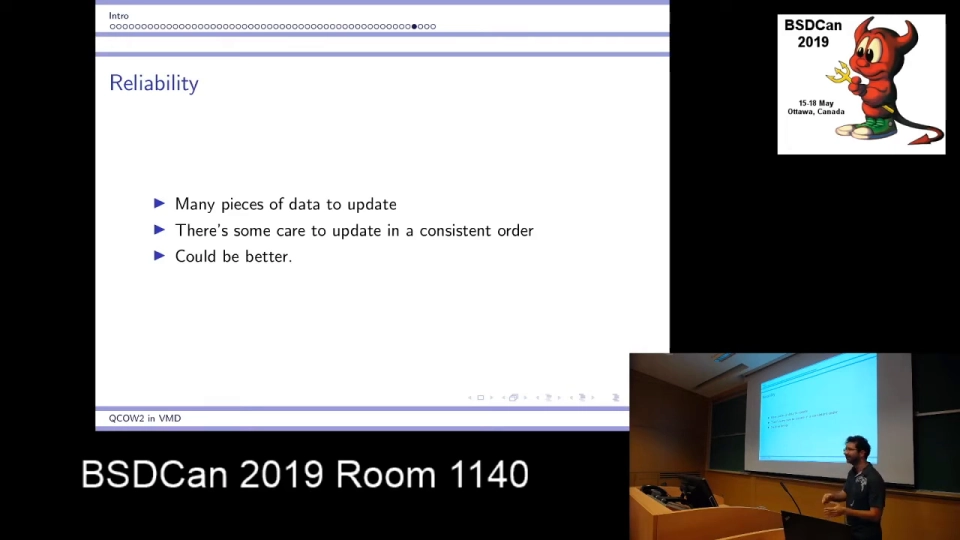 Intro
Reliability
Many pieces of data to update
There's some care to update in a consistent order
Could be better.
QCOW2 in VMD
BSDCan 2019 Room 1140
BSDCan
2019
15-18 May
Ottawa, Canada